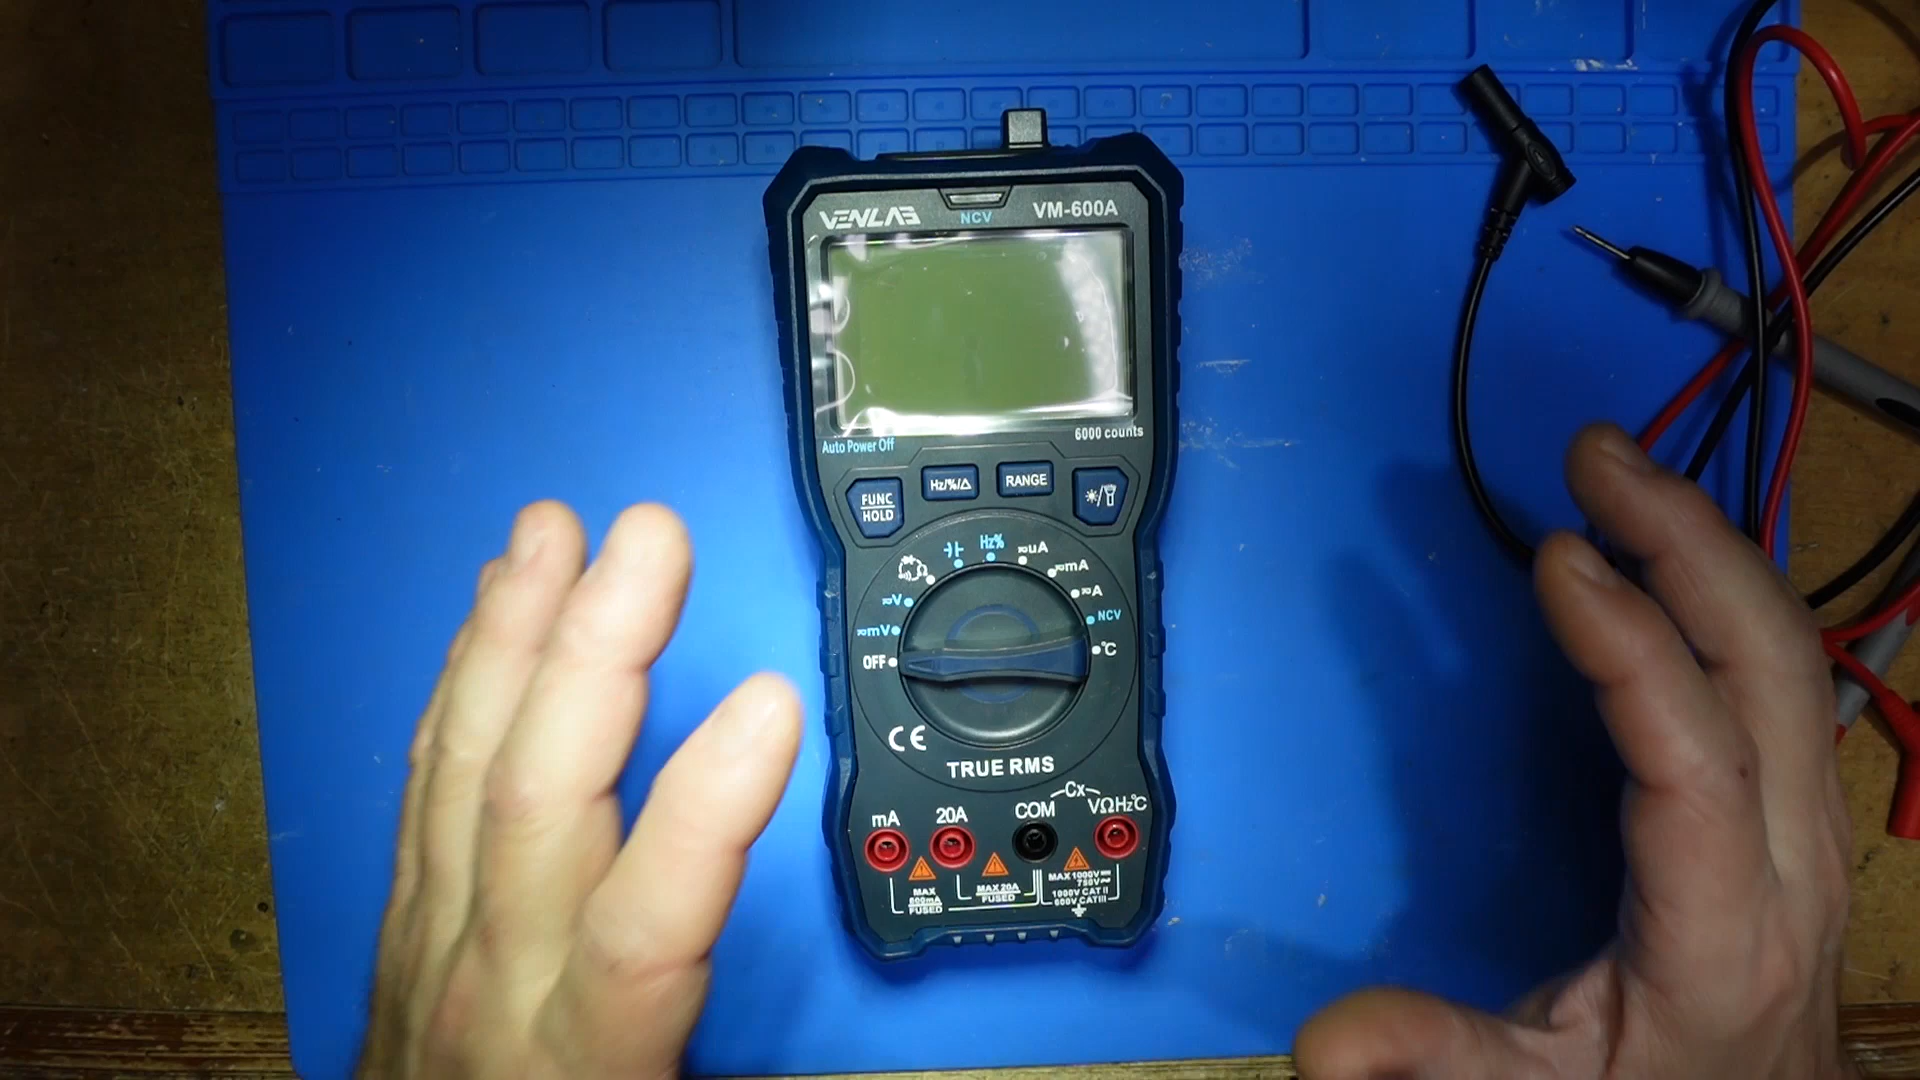 VENLAB
NCV
VM-600A
Auto Power Off
6000 counts
FUNC
HOLD
Hz/%/Δ
RANGE
Hz%
uA
mA
A
NCV
℃
V
mV
OFF
CE
TRUE RMS
mA
20A
COM
Cx
VΩHz℃
MAX
600mA
FUSED
MAX 20A
FUSED
MAX 1000V
750V
1000V CAT II
600V CAT III